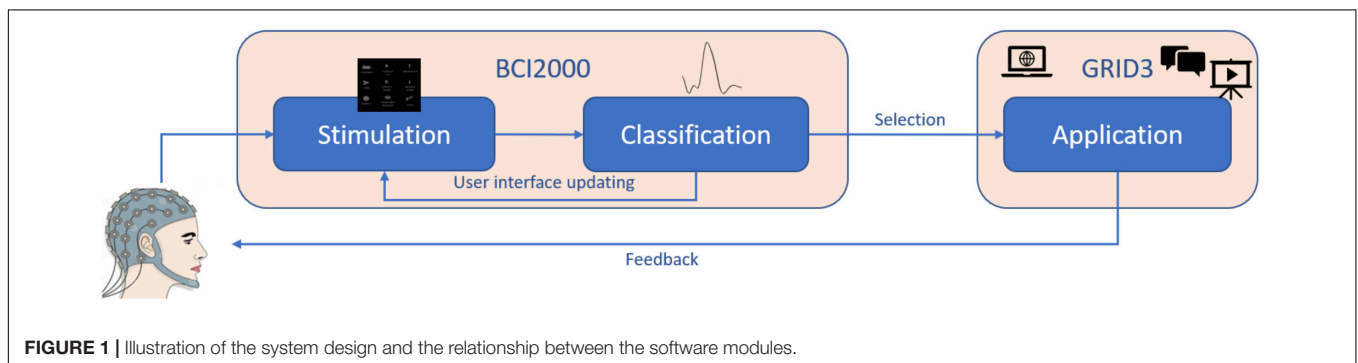 BCI2000
GRID3
Stimulation
Classification
Selection
Application
User interface updating
Feedback
FIGURE 1 | Illustration of the system design and the relationship between the software modules.